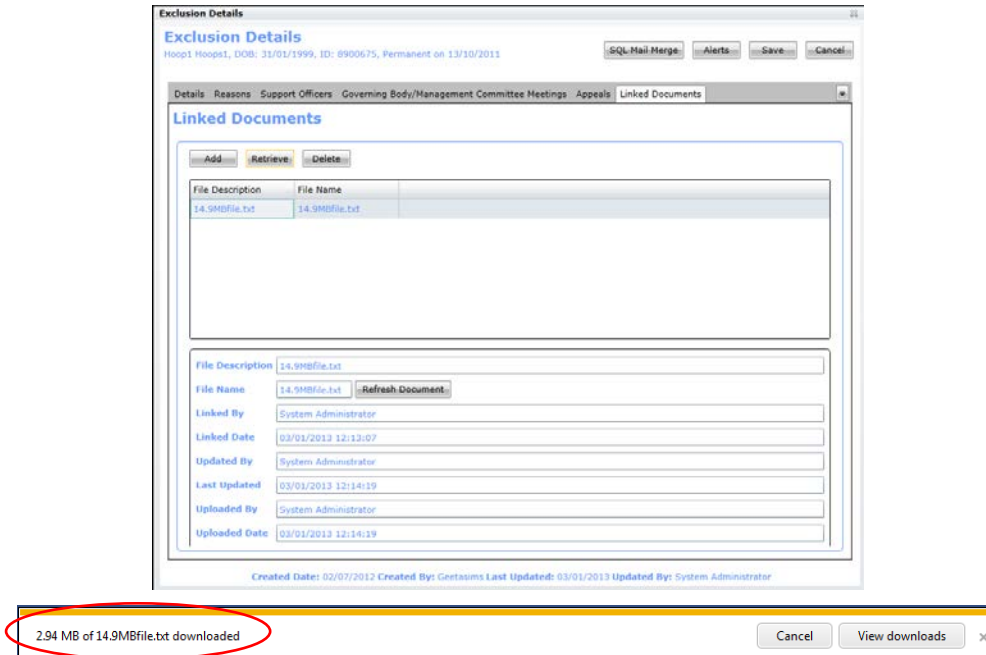 Exclusion Details
Exclusion Details
Hoop1 Hoops1, DOB: 31/01/1999, ID: 8900675, Permanent on 13/10/2011
SQL Mail Merge Alerts Save Cancel
Details Reasons Support Officers Governing Body/Management Committee Meetings Appeals Linked Documents
Linked Documents
Add Retrieve Delete
File Description File Name
14.9MBfile.txt 14.9MBfile.txt
File Description 14.9MBfile.txt
File Name 14.9MBfile.txt Refresh Document
Linked By System Administrator
Linked Date 03/01/2013 12:13:07
Updated By System Administrator
Last Updated 03/01/2013 12:14:19
Uploaded By System Administrator
Uploaded Date 03/01/2013 12:14:19
Created Date: 02/07/2012 Created By: Geetasims Last Updated: 03/01/2013 Updated By: System Administrator
2.94 MB of 14.9MBfile.txt downloaded Cancel View downloads